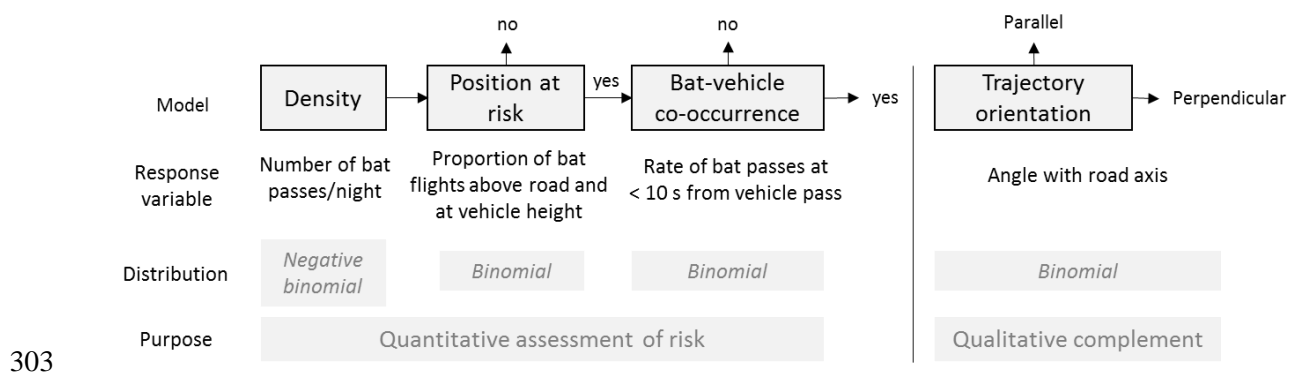 no
no
Parallel
Model
Density
Position at
risk
yes
Bat-vehicle
co-occurrence
yes
Trajectory
orientation
Perpendicular
Response
variable
Number of bat
passes/night
Proportion of bat
flights above road and
at vehicle height
Rate of bat passes at
< 10 s from vehicle pass
Angle with road axis
Distribution
Negative
binomial
Binomial
Binomial
Binomial
Purpose
Quantitative assessment of risk
Qualitative complement
303